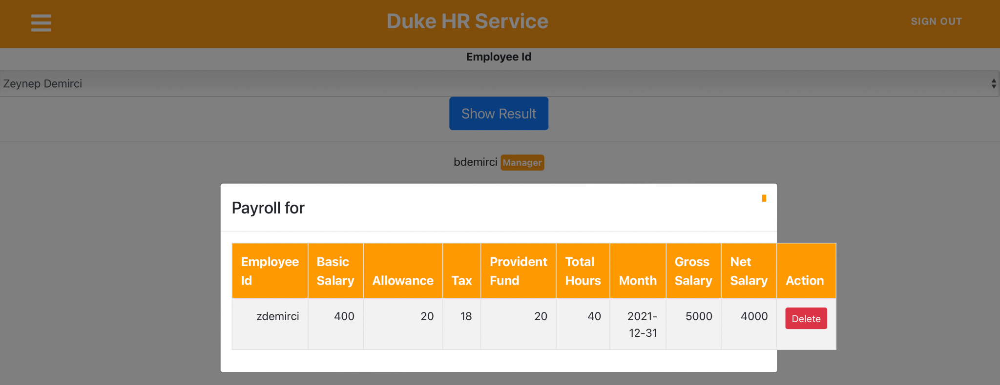 Duke HR Service
SIGN OUT
Employee Id
Zeynep Demirci
Show Result
bdemirci Manager
Payroll for
Employee Id Basic Salary Allowance Tax Provident Fund Total Hours Month Gross Salary Net Salary Action
zdemirci 400 20 18 20 40 2021-12-31 5000 4000 Delete